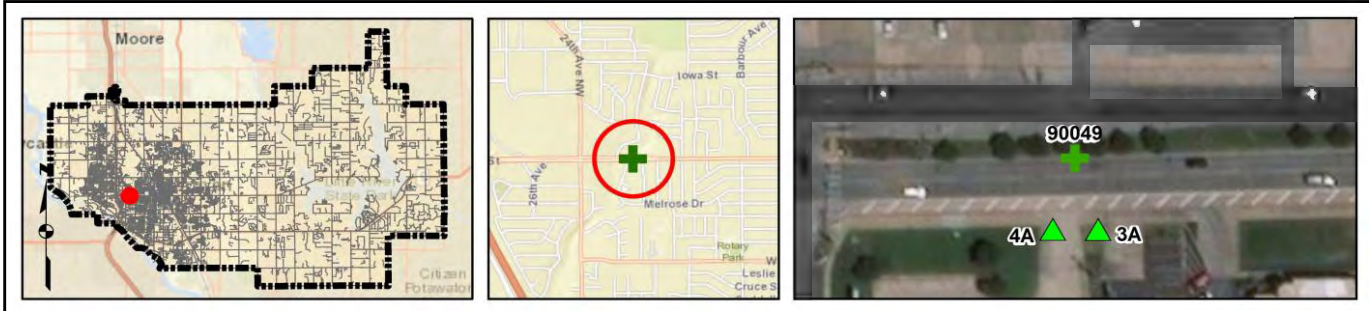 Moore
Citizen
Potawatom
N
24th Ave NW
Barbour Ave
Iowa St
St
26th Ave
Melrose Dr
Rotary
Park
W
Leslie
Cruce S
90049
4A
3A